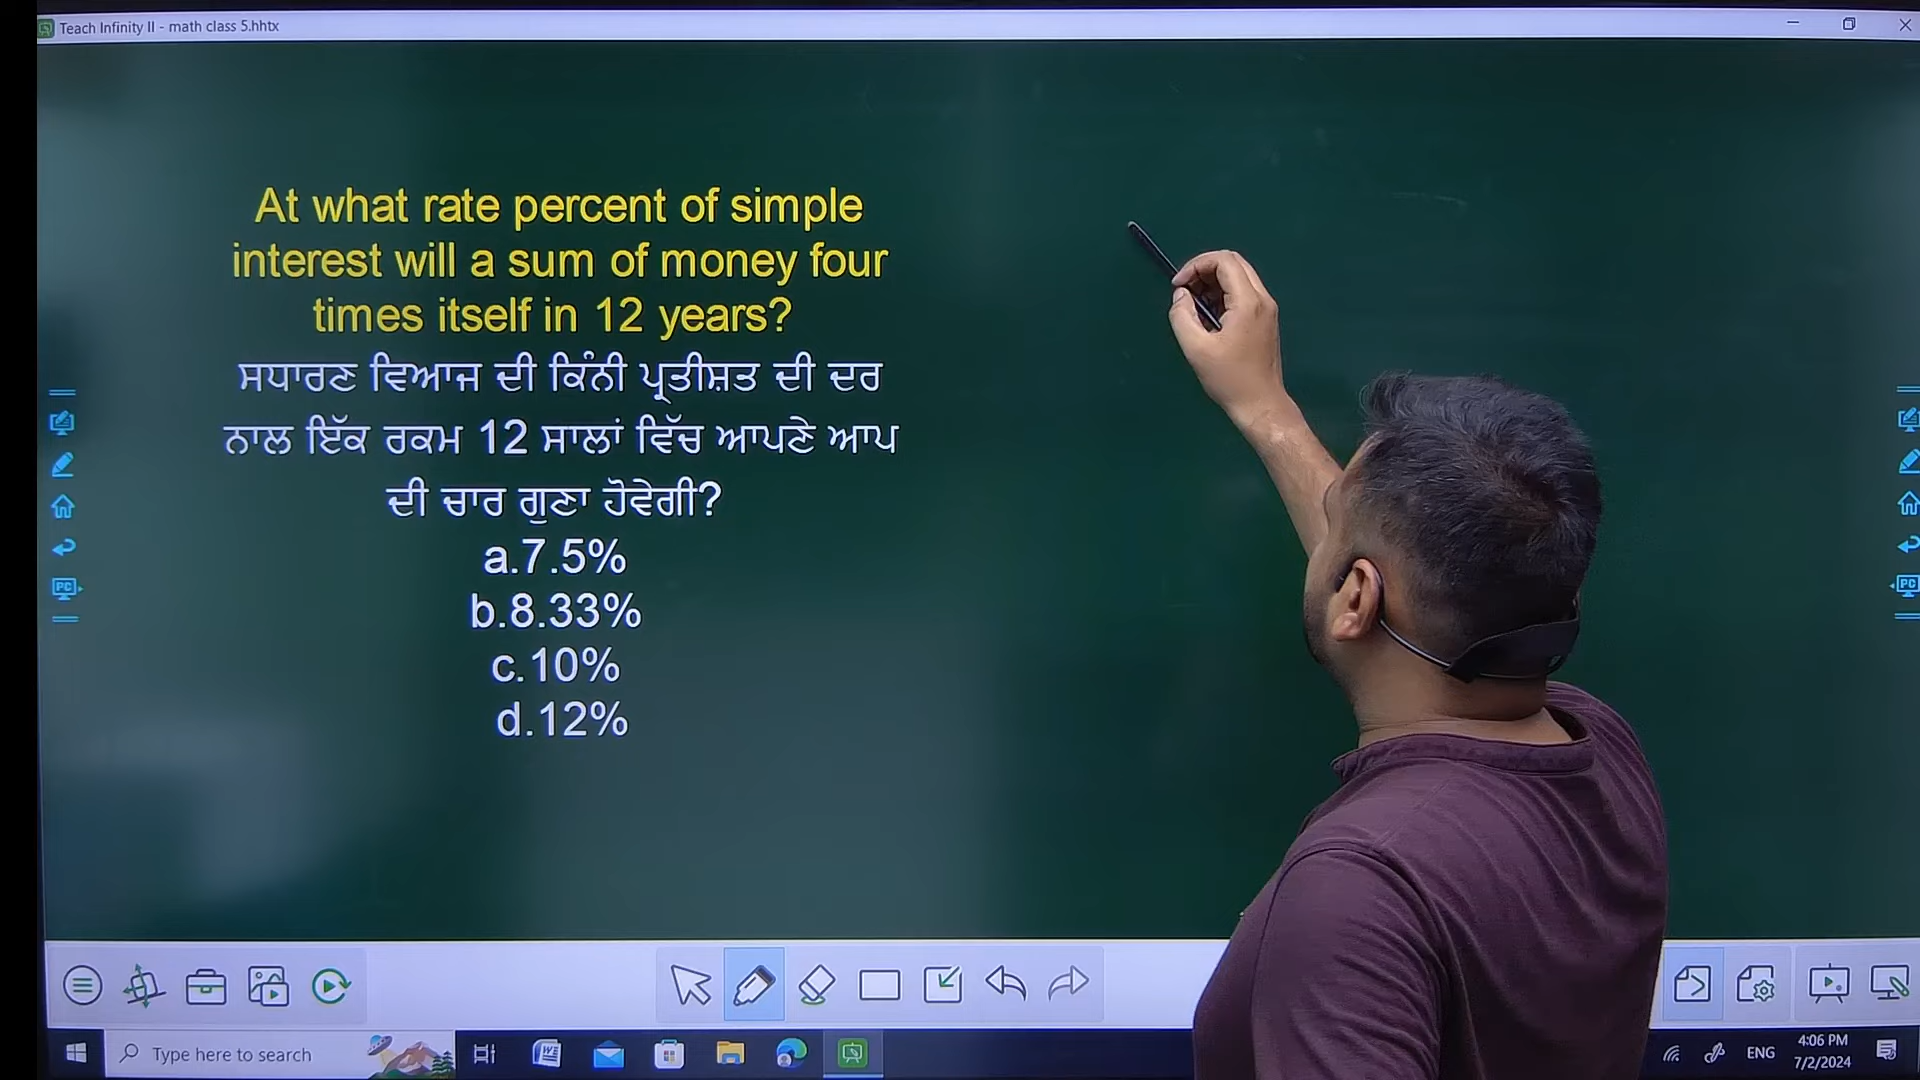 Teach Infinity II - math class 5.hhtx
At what rate percent of simple
interest will a sum of money four
times itself in 12 years?
ਸਧਾਰਣ ਵਿਆਜ ਦੀ ਕਿੰਨੀ ਪ੍ਰਤੀਸ਼ਤ ਦੀ ਦਰ
ਨਾਲ ਇੱਕ ਰਕਮ 12 ਸਾਲਾਂ ਵਿੱਚ ਆਪਣੇ ਆਪ
ਦੀ ਚਾਰ ਗੁਣਾ ਹੋਵੇਗੀ?
a.7.5%
b.8.33%
c.10%
d.12%
PC
PC
Type here to search
ENG
4:06 PM
7/2/2024